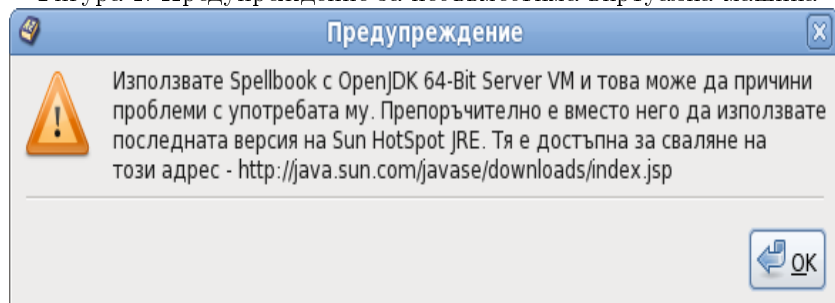 Предупреждение
Използвате Spellbook с OpenJDK 64-Bit Server VM и това може да причини
проблеми с употребата му. Препоръчително е вместо него да използвате
последната версия на Sun HotSpot JRE. Тя е достъпна за сваляне на
този адрес - http://java.sun.com/javase/downloads/index.jsp
OK